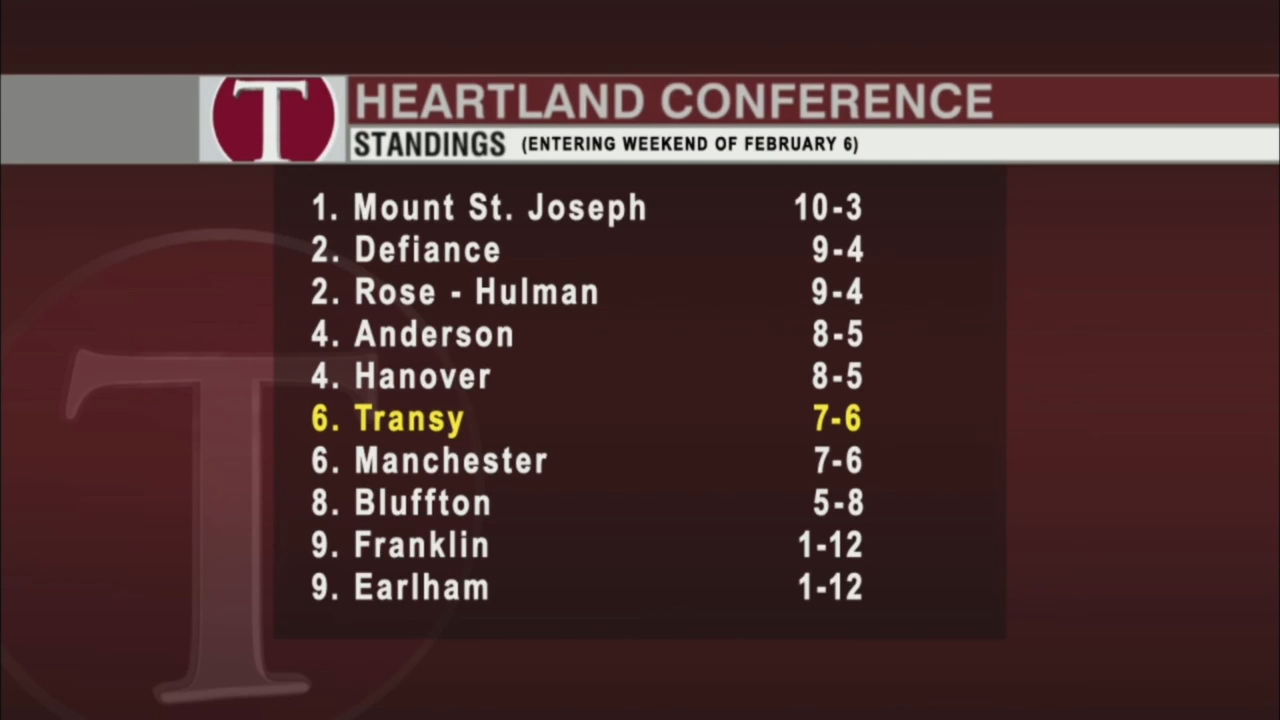 T HEARTLAND CONFERENCE
STANDINGS (ENTERING WEEKEND OF FEBRUARY 6)
1. Mount St. Joseph 10-3
2. Defiance 9-4
2. Rose - Hulman 9-4
4. Anderson 8-5
4. Hanover 8-5
6. Transy 7-6
6. Manchester 7-6
8. Bluffton 5-8
9. Franklin 1-12
9. Earlham 1-12
T